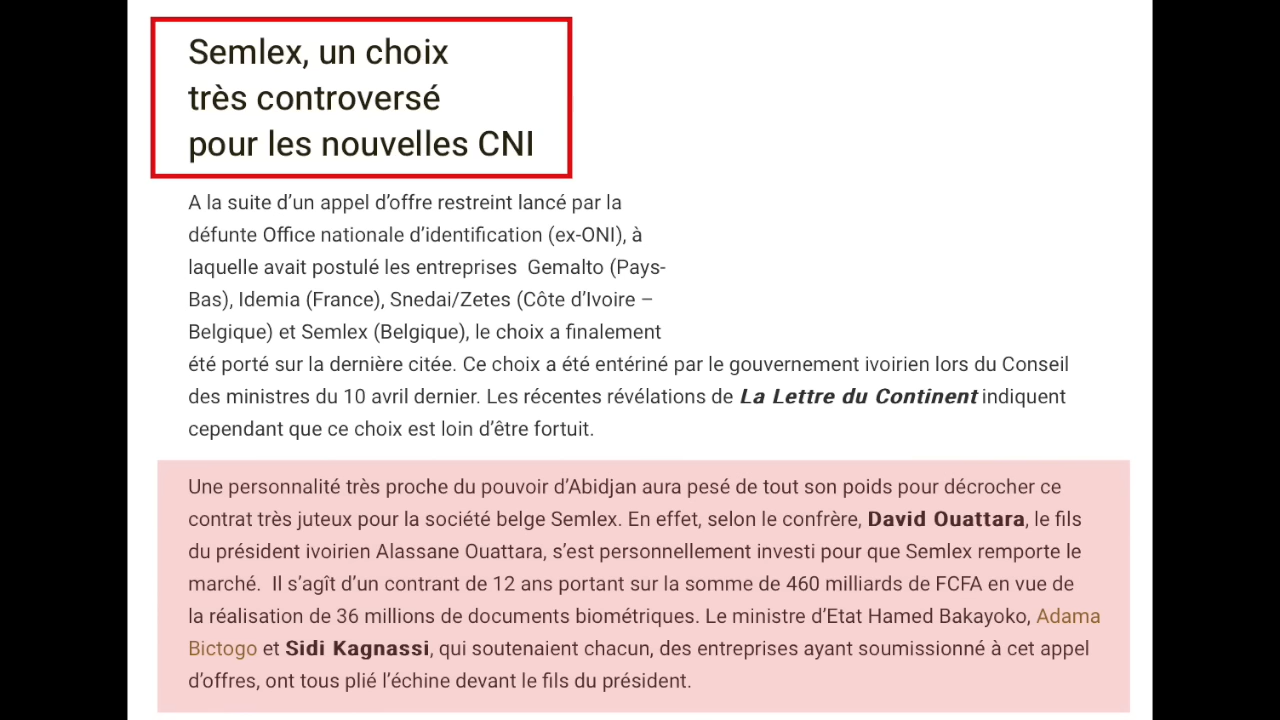 Semlex, un choix
très controversé
pour les nouvelles CNI
A la suite d’un appel d’offre restreint lancé par la
défunte Office nationale d’identification (ex-ONI), à
laquelle avait postulé les entreprises  Gemalto (Pays-
Bas), Idemia (France), Snedai/Zetes (Côte d’Ivoire –
Belgique) et Semlex (Belgique), le choix a finalement
été porté sur la dernière citée. Ce choix a été entériné par le gouvernement ivoirien lors du Conseil
des ministres du 10 avril dernier. Les récentes révélations de La Lettre du Continent indiquent
cependant que ce choix est loin d’être fortuit.
Une personnalité très proche du pouvoir d’Abidjan aura pesé de tout son poids pour décrocher ce
contrat très juteux pour la société belge Semlex. En effet, selon le confrère, David Ouattara, le fils
du président ivoirien Alassane Ouattara, s’est personnellement investi pour que Semlex remporte le
marché.  Il s’agît d’un contrant de 12 ans portant sur la somme de 460 milliards de FCFA en vue de
la réalisation de 36 millions de documents biométriques. Le ministre d’Etat Hamed Bakayoko, Adama
Bictogo et Sidi Kagnassi, qui soutenaient chacun, des entreprises ayant soumissionné à cet appel
d’offres, ont tous plié l’échine devant le fils du président.